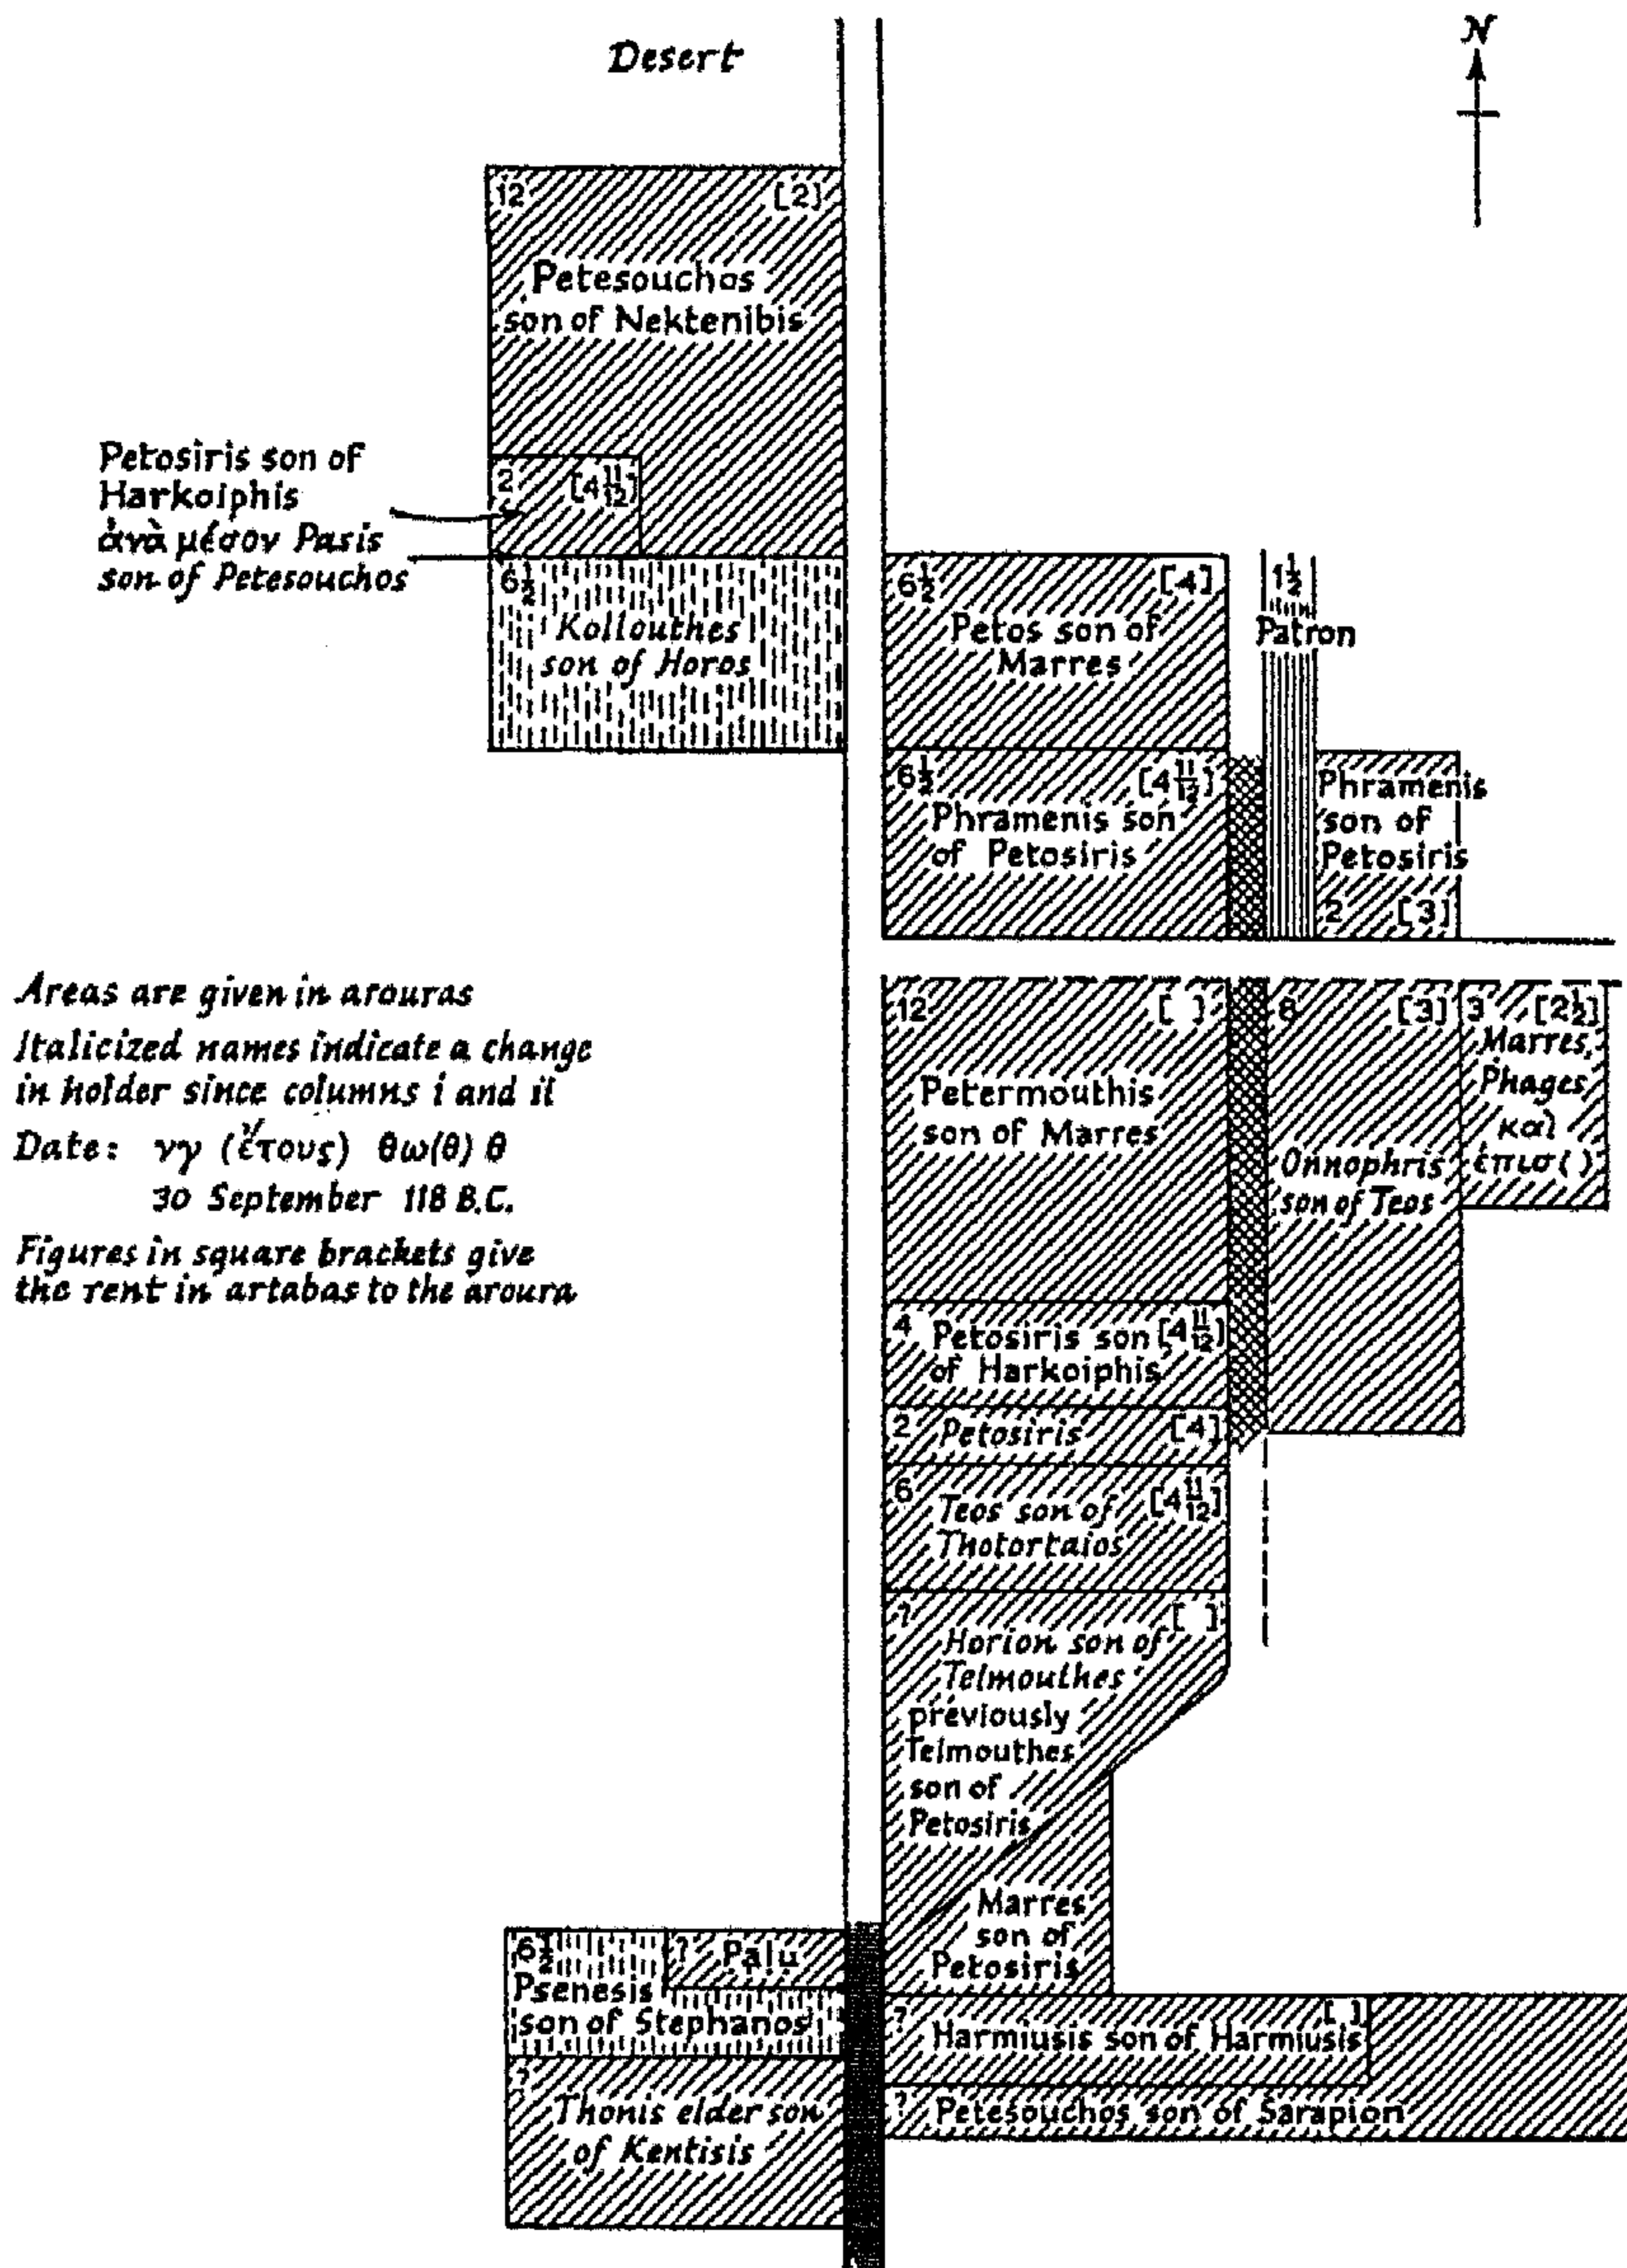 Desert
N
12 [2]
Petesouchos
son of Nektenibis
Petosiris son of
Harkoiphis
ἀνὰ μέσον Pasis
son of Petesouchos
2 [4 11/12]
6½
Kollouthes
son of Horos
6½ [4]
Petos son of
Marres
1½
Patron
6½ [4 11/12]
Phramenis son
of Petosiris
Phramenis
son of
Petosiris
2 [3]
Areas are given in arouras
Italicized names indicate a change
in holder since columns i and ii
Date: νγ (ἔτους) θω(θ) θ
30 September 118 B.C.
Figures in square brackets give
the rent in artabas to the aroura
12 [ ]
Petermouthis
son of Marres
8 [3]
Onnophris
son of Teos
3 [2½]
Marres,
Phages
καὶ
ἐπισ( )
4 Petosiris son [4 11/12]
of Harkoiphis
2 Petosiris [4]
6 Teos son of [4 11/12]
Thotortaios
? [ ]
Horion son of
Telmouthes
previously
Telmouthes
son of
Petosiris
Marres
son of
Petosiris
6½ ? P̣ạḷụ
Psenesis
son of Stephanos
?
Thonis elder son
of Kentisis
? [ ]
Harmiusis son of Harmiusis
? Petesouchos son of Sarapion